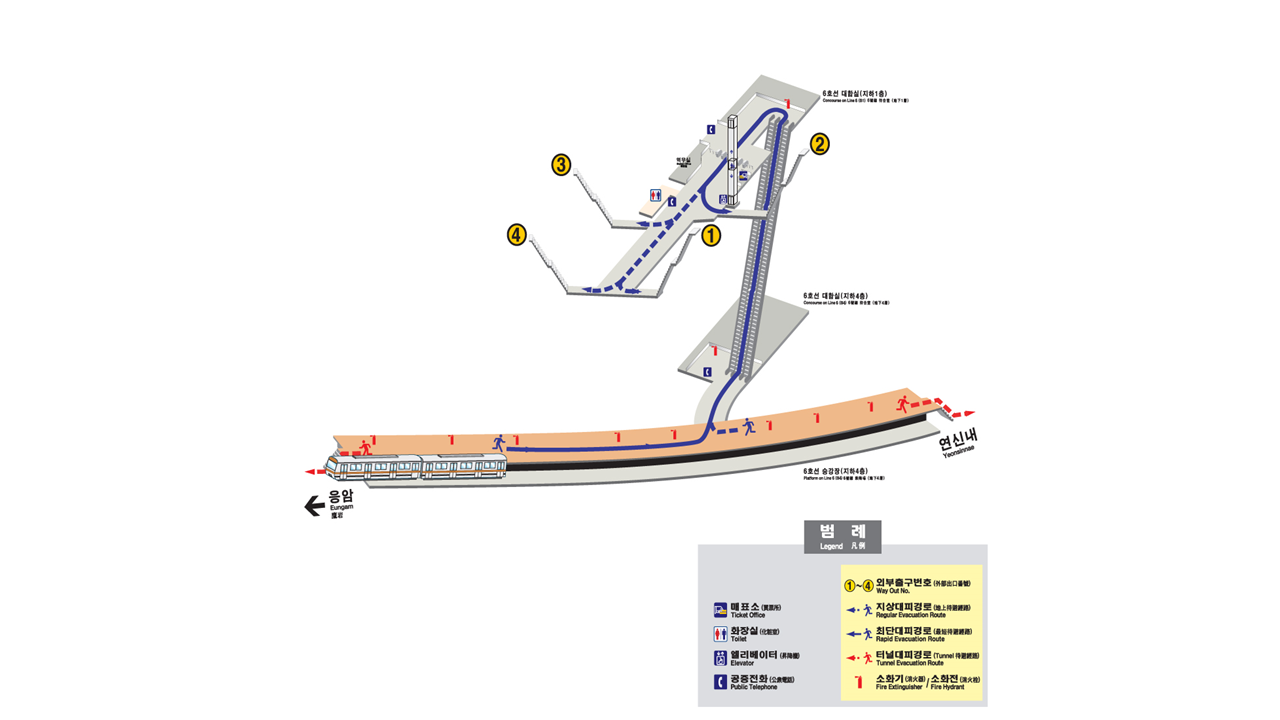 6호선 대합실(지하1층)
Concourse on Line 6 (B1) 6號線 待合室 (地下1層)
2
3
역무실
4
1
6호선 대합실(지하4층)
Concourse on Line 6 (B4) 6號線 待合室 (地下4層)
연신내
Yeonsinnae
6호선 승강장(지하4층)
Platform on Line 6 (B4) 6號線 乘降場 (地下4層)
응암
Eungam
鷹岩
범 례
Legend 凡例
1~4 외부출구번호(外部出口番號)
Way Out No.
매표소(買票所)
Ticket Office
지상대피경로(地上待避經路)
Regular Evacuation Route
화장실(化粧室)
Toilet
최단대피경로(最短待避經路)
Rapid Evacuation Route
엘리베이터(昇降機)
Elevator
터널대피경로(Tunnel 待避經路)
Tunnel Evacuation Route
공중전화(公衆電話)
Public Telephone
소화기(消火器) / 소화전(消火栓)
Fire Extinguisher / Fire Hydrant